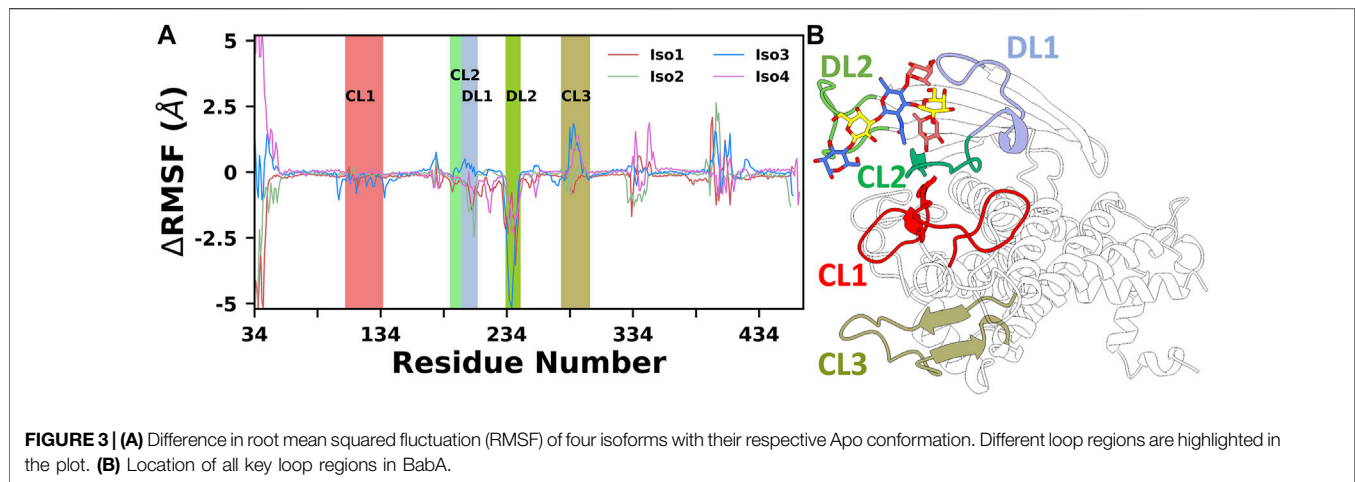 A
5
2.5
0
-2.5
-5
ΔRMSF (Å)
CL1
CL2
DL1
DL2
CL3
Iso1
Iso2
Iso3
Iso4
34
134
234
334
434
Residue Number
B
DL2
DL1
CL2
CL1
CL3
FIGURE 3 | (A) Difference in root mean squared fluctuation (RMSF) of four isoforms with their respective Apo conformation. Different loop regions are highlighted in
the plot. (B) Location of all key loop regions in BabA.